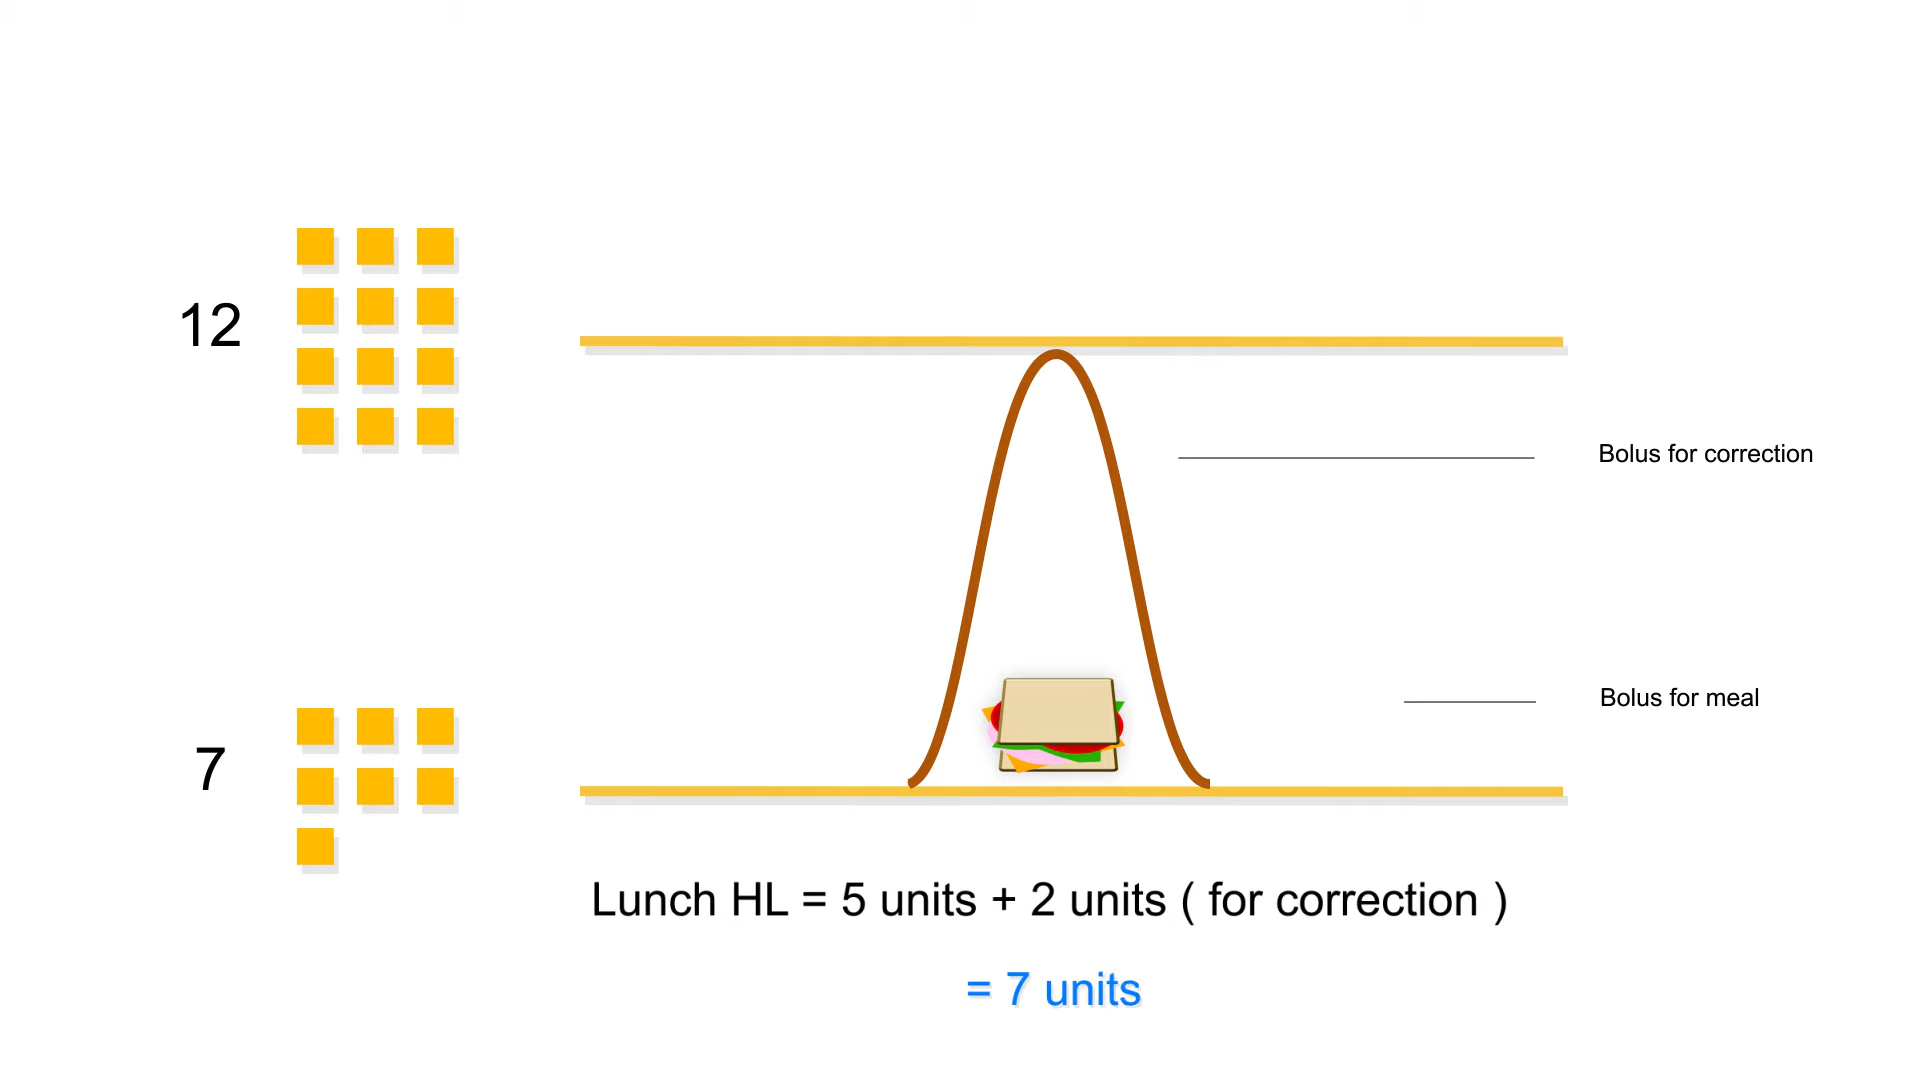 12
Bolus for correction
Bolus for meal
7
Lunch HL = 5 units + 2 units ( for correction )
= 7 units